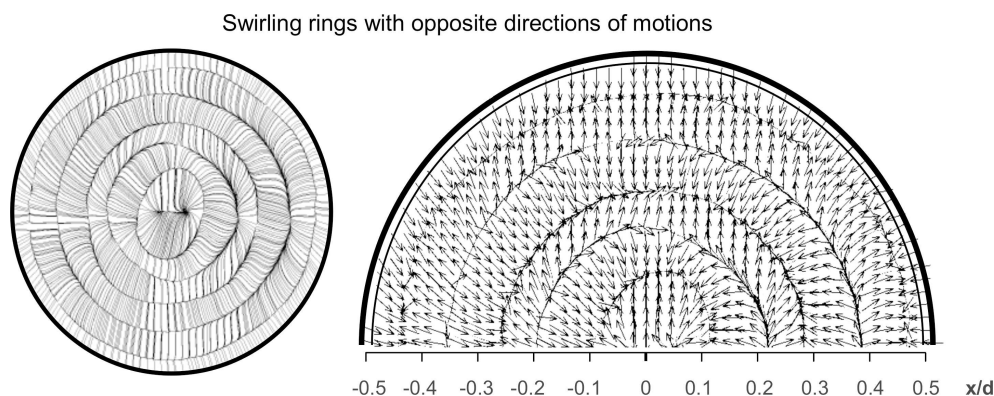 Swirling rings with opposite directions of motions
-0.5 -0.4 -0.3 -0.2 -0.1 0 0.1 0.2 0.3 0.4 0.5 x/d